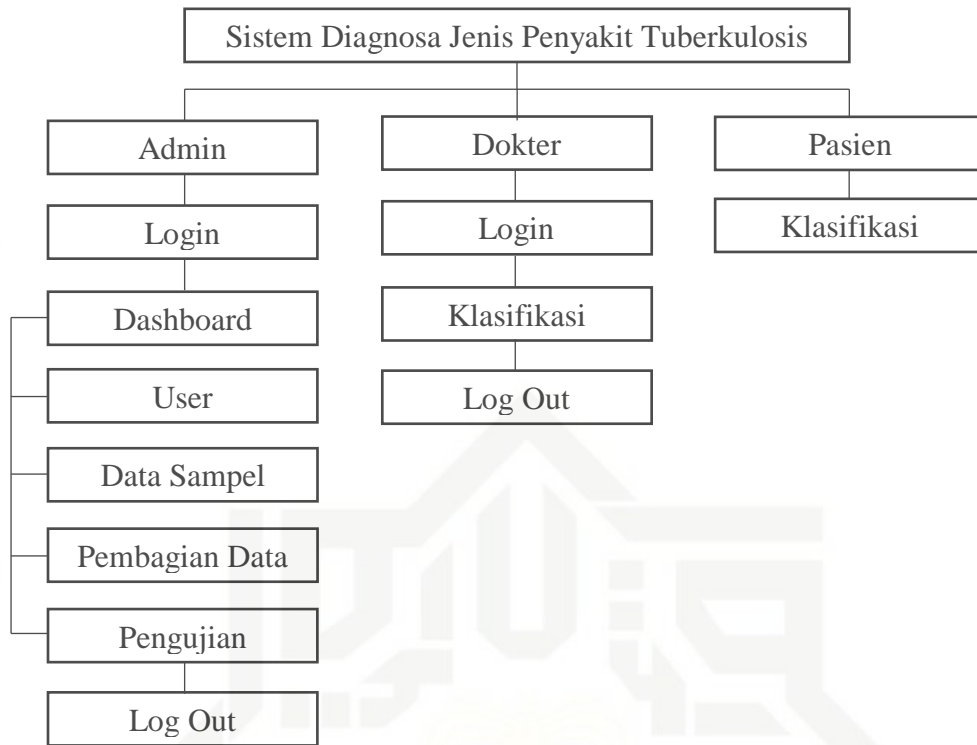 Sistem Diagnosa Jenis Penyakit Tuberkulosis
Admin
Dokter
Pasien
Login
Login
Klasifikasi
Dashboard
Klasifikasi
User
Log Out
Data Sampel
Pembagian Data
Pengujian
Log Out